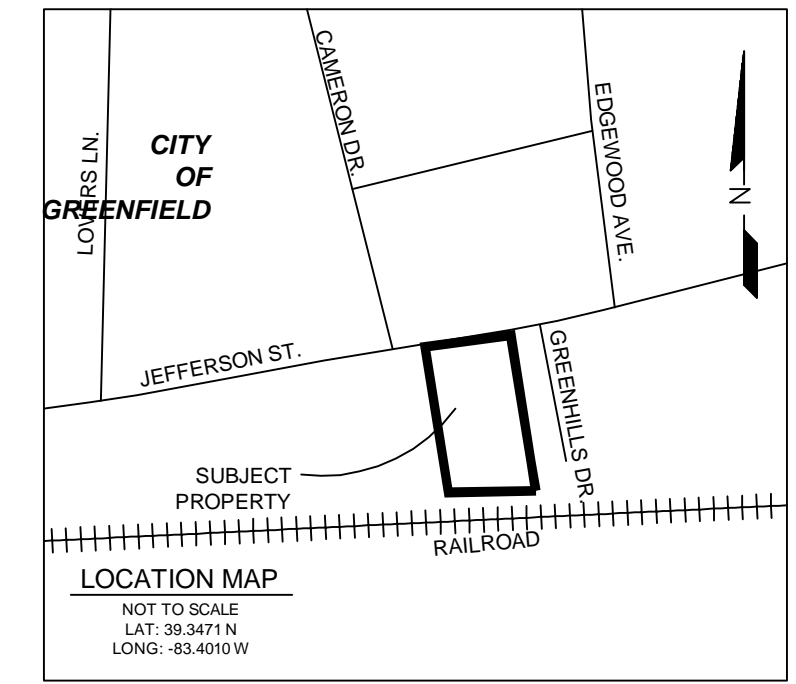 LOVERS LN.
CITY
OF
GREENFIELD
CAMERON DR.
EDGEWOOD AVE.
N
JEFFERSON ST.
GREENHILLS DR.
SUBJECT
PROPERTY
RAILROAD
LOCATION MAP
NOT TO SCALE
LAT: 39.3471 N
LONG: -83.4010 W